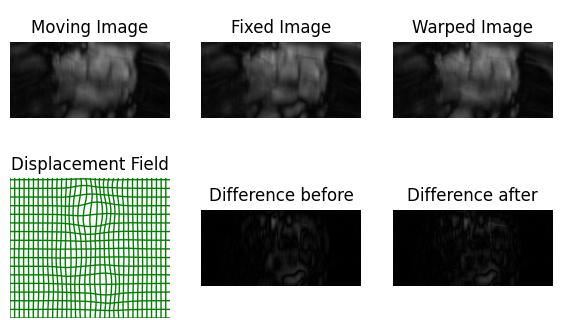 Moving Image
Fixed Image
Warped Image
Displacement Field
Difference before
Difference after